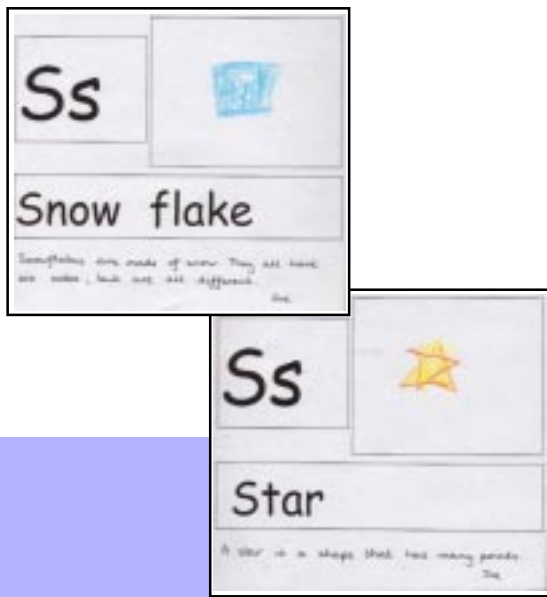 Ss
Snow flake
Snowflakes are made of snow. They all have
six sides, but are all different.
Ss
Star
A star is a shape that has many points.